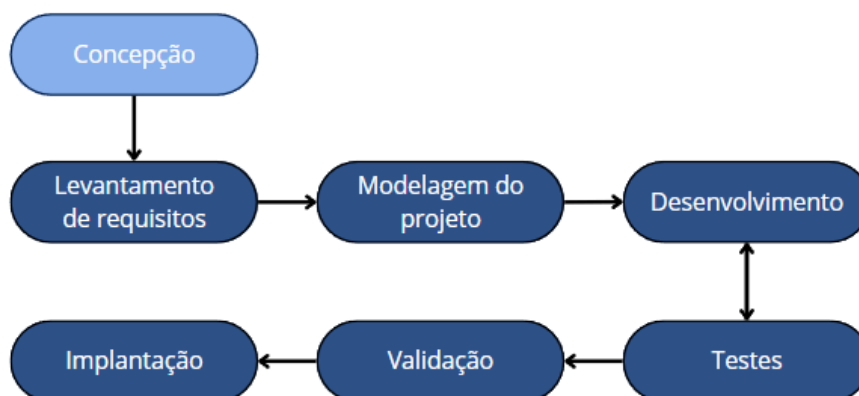 Concepção
Levantamento
de requisitos
Modelagem do
projeto
Desenvolvimento
Implantação
Validação
Testes